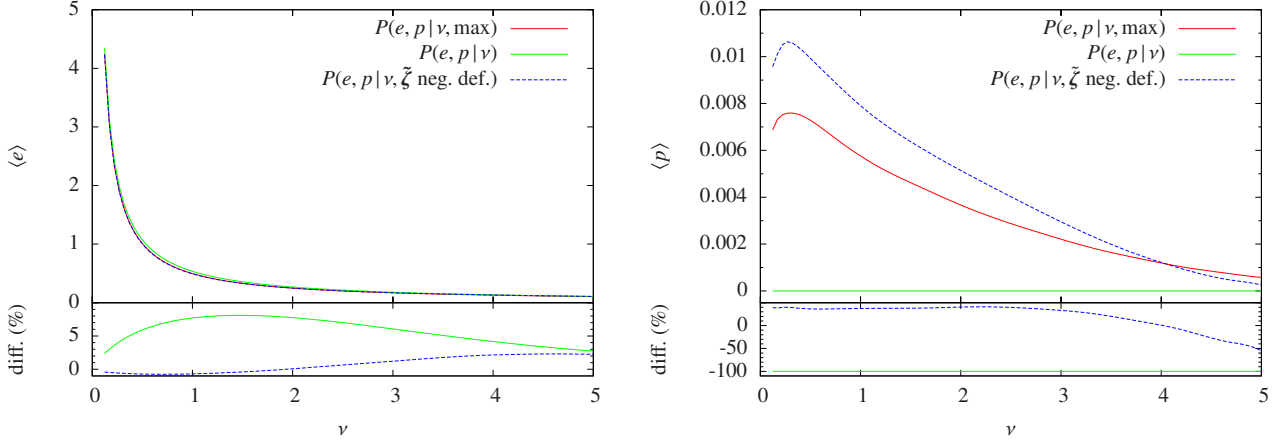 5
4
3
2
1
0
⟨e⟩
P(e, p | ν, max)
P(e, p | ν)
P(e, p | ν, ζ̃ neg. def.)
5
0
diff. (%)
0 1 2 3 4 5
ν
0.012
0.01
0.008
0.006
0.004
0.002
0
⟨p⟩
P(e, p | ν, max)
P(e, p | ν)
P(e, p | ν, ζ̃ neg. def.)
0
-50
-100
diff. (%)
0 1 2 3 4 5
ν